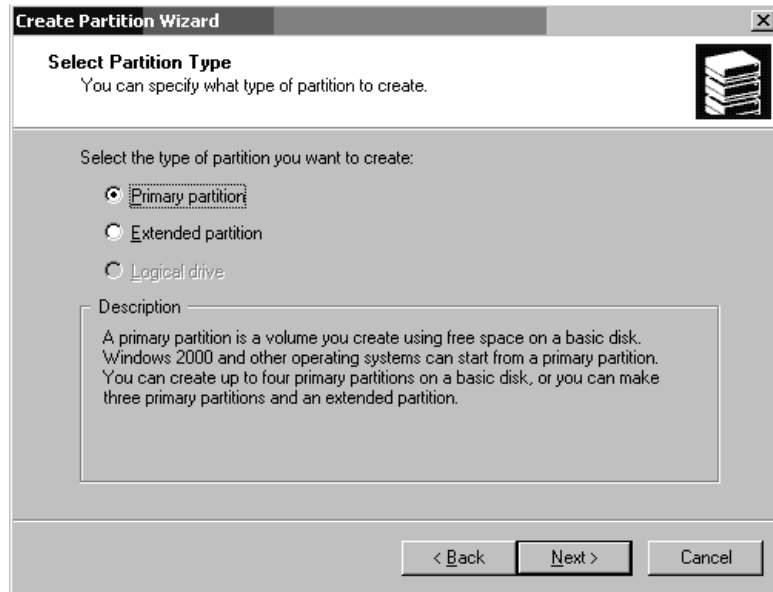 Create Partition Wizard
Select Partition Type
You can specify what type of partition to create.
Select the type of partition you want to create:
Primary partition
Extended partition
Logical drive
Description
A primary partition is a volume you create using free space on a basic disk.
Windows 2000 and other operating systems can start from a primary partition.
You can create up to four primary partitions on a basic disk, or you can make
three primary partitions and an extended partition.
< Back Next > Cancel